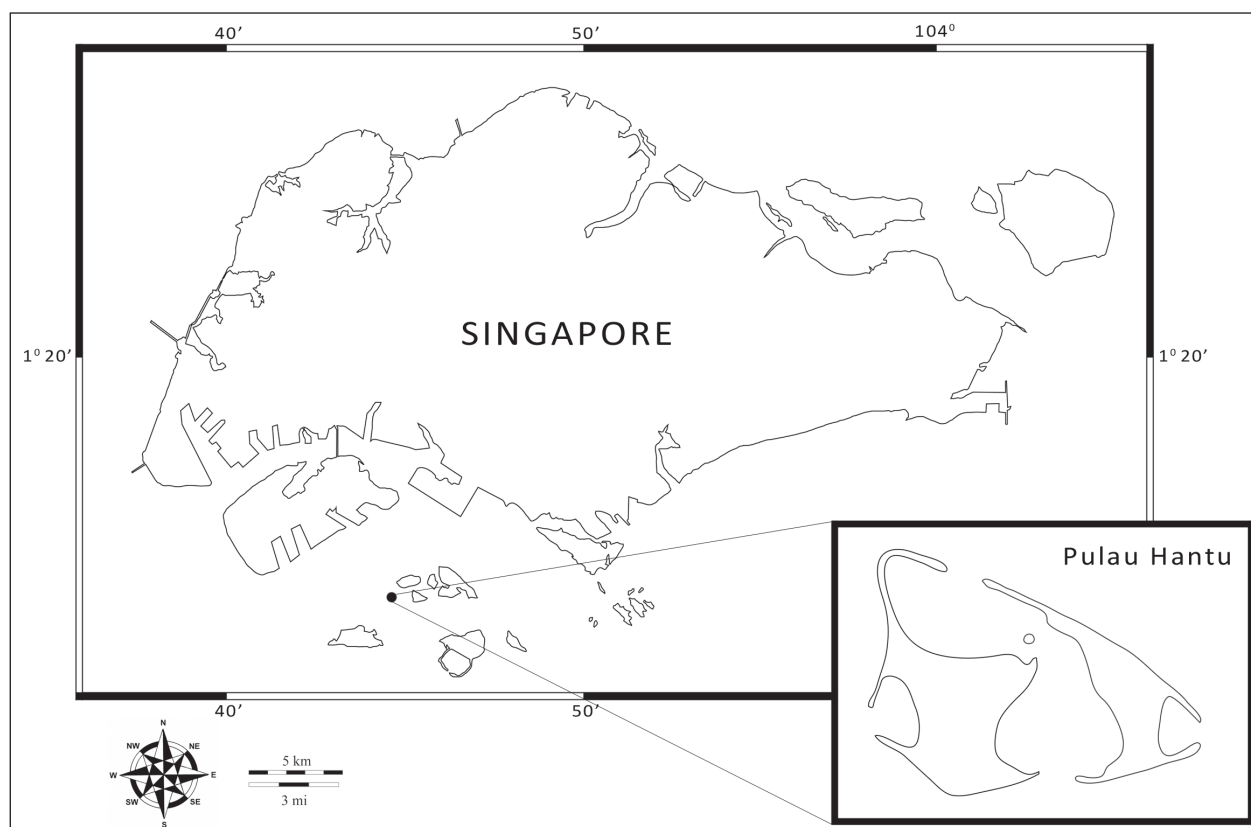 40’ 50’ 104⁰
1⁰ 20’ 1⁰ 20’
SINGAPORE
Pulau Hantu
40’ 50’
N
NW NE
W E
SW SE
S
5 km
3 mi